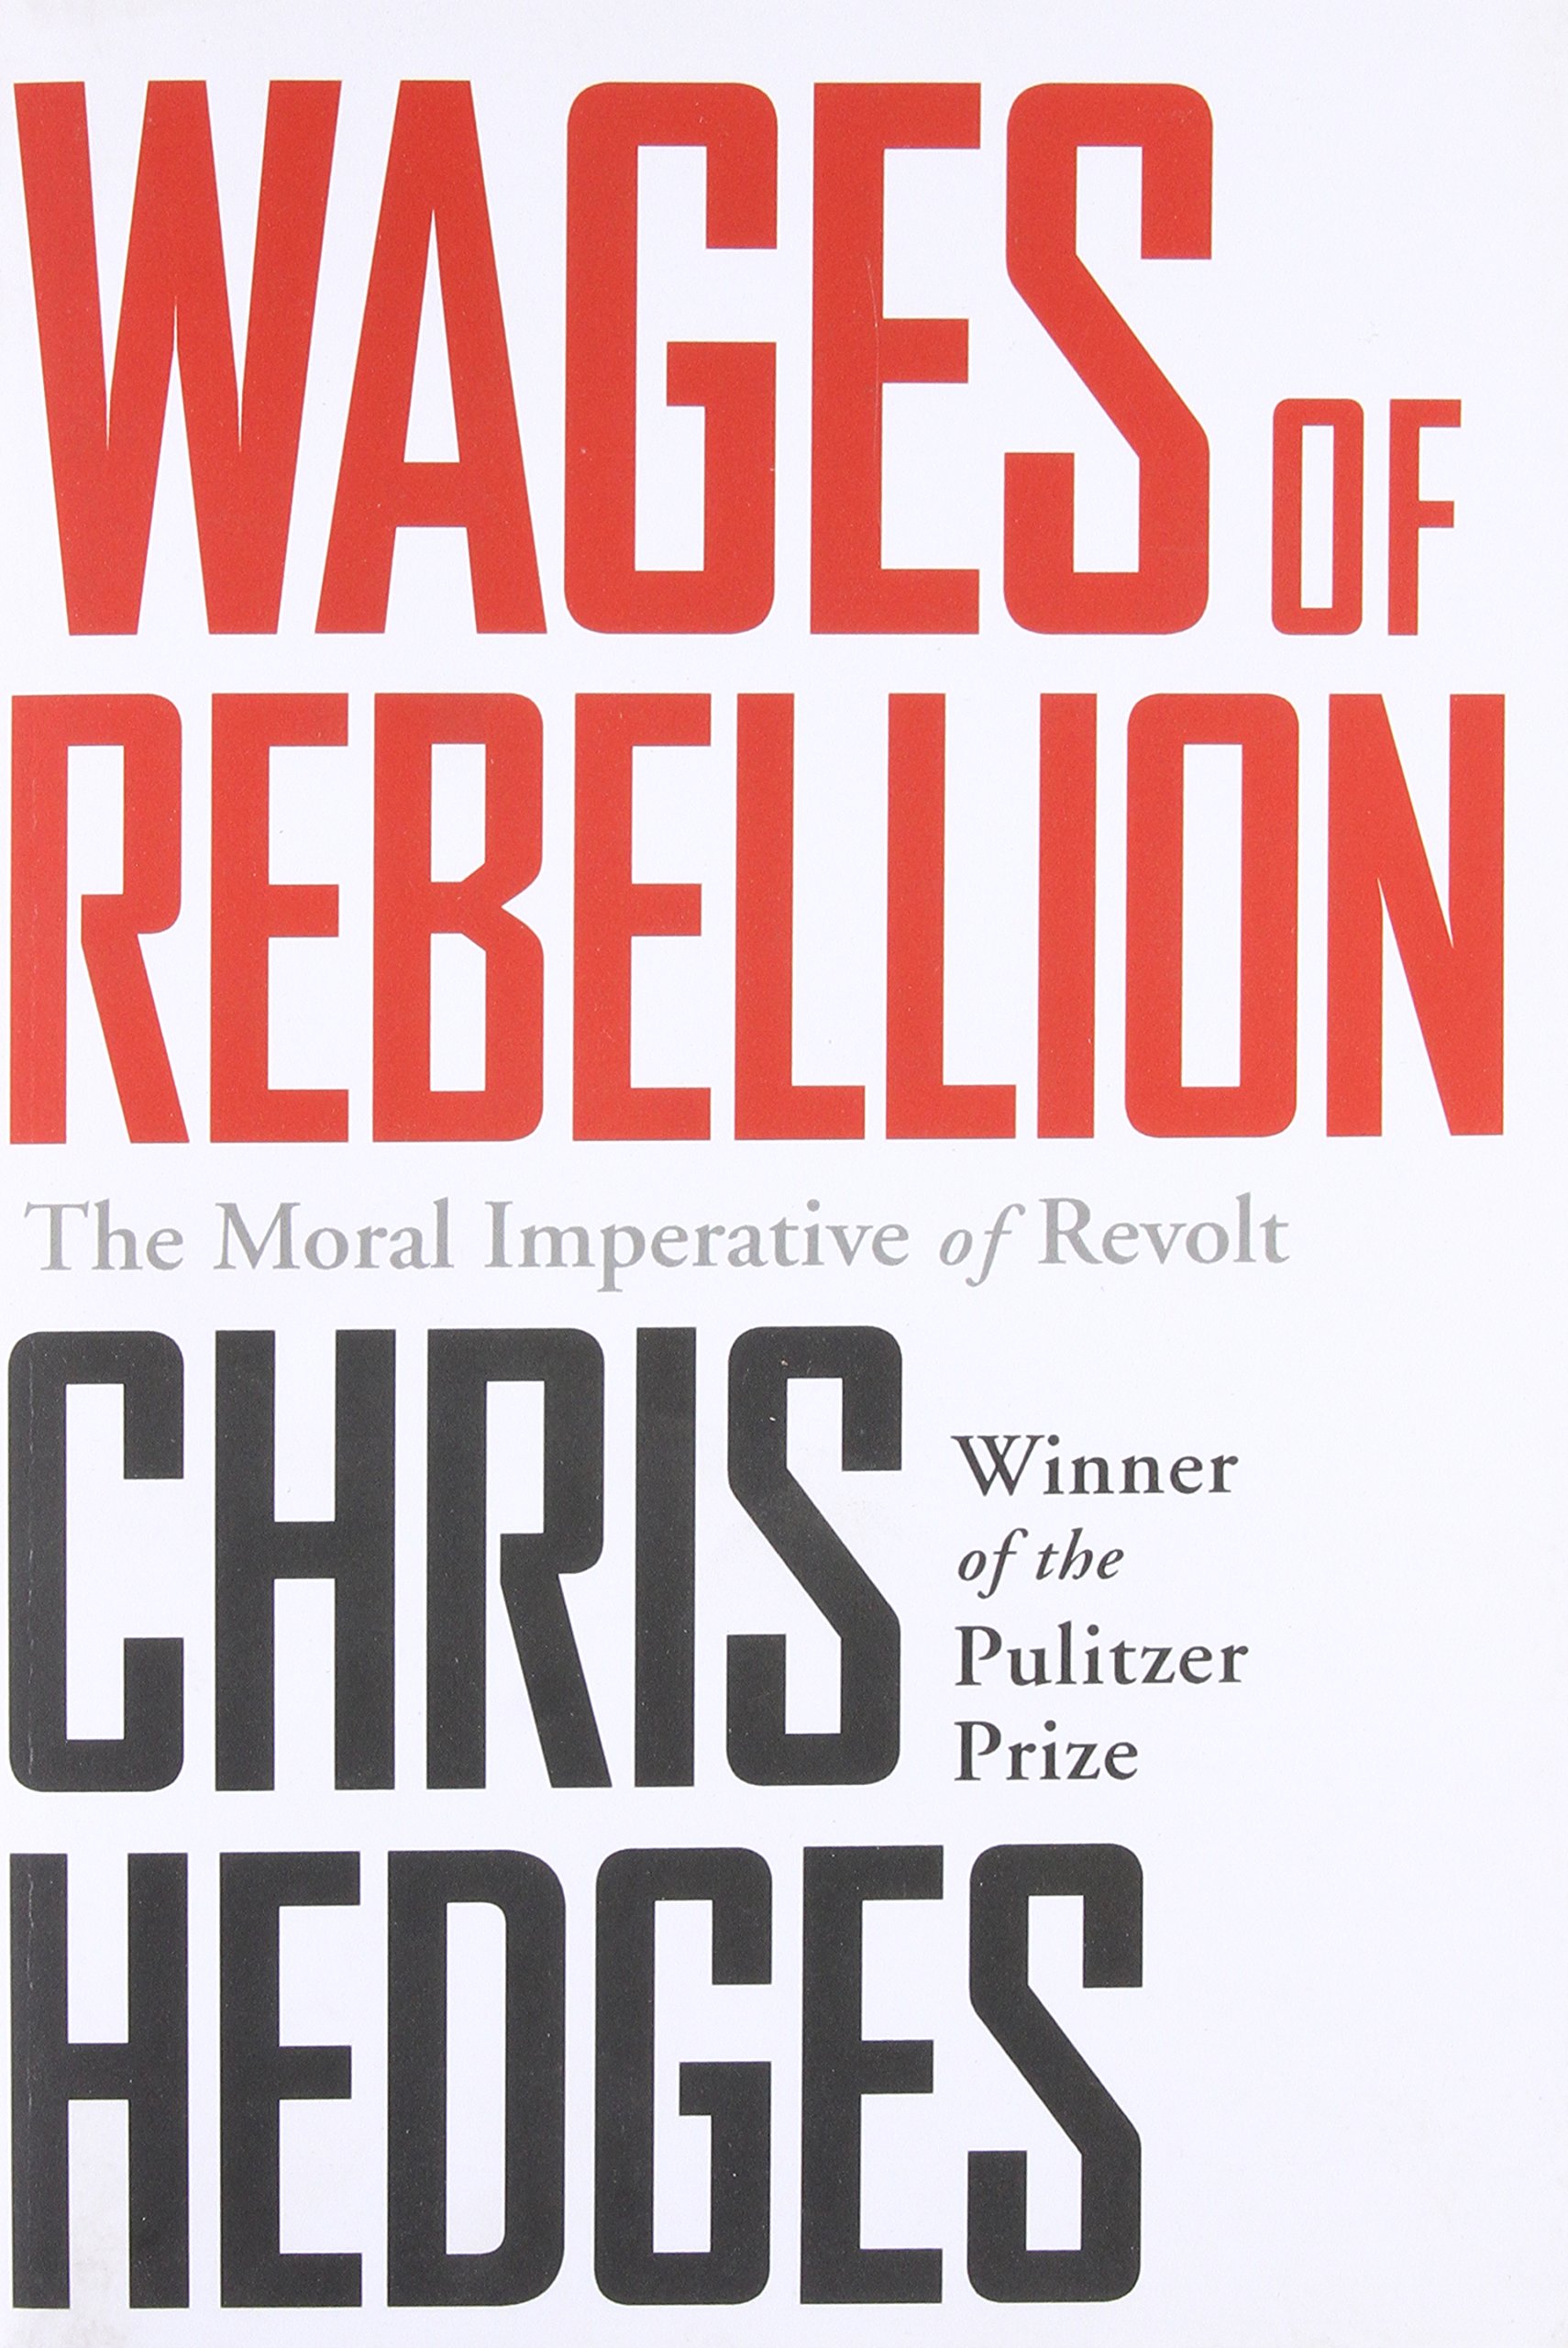 WAGES OF
REBELLION
The Moral Imperative of Revolt
CHRIS
Winner
of the
Pulitzer
Prize
HEDGES